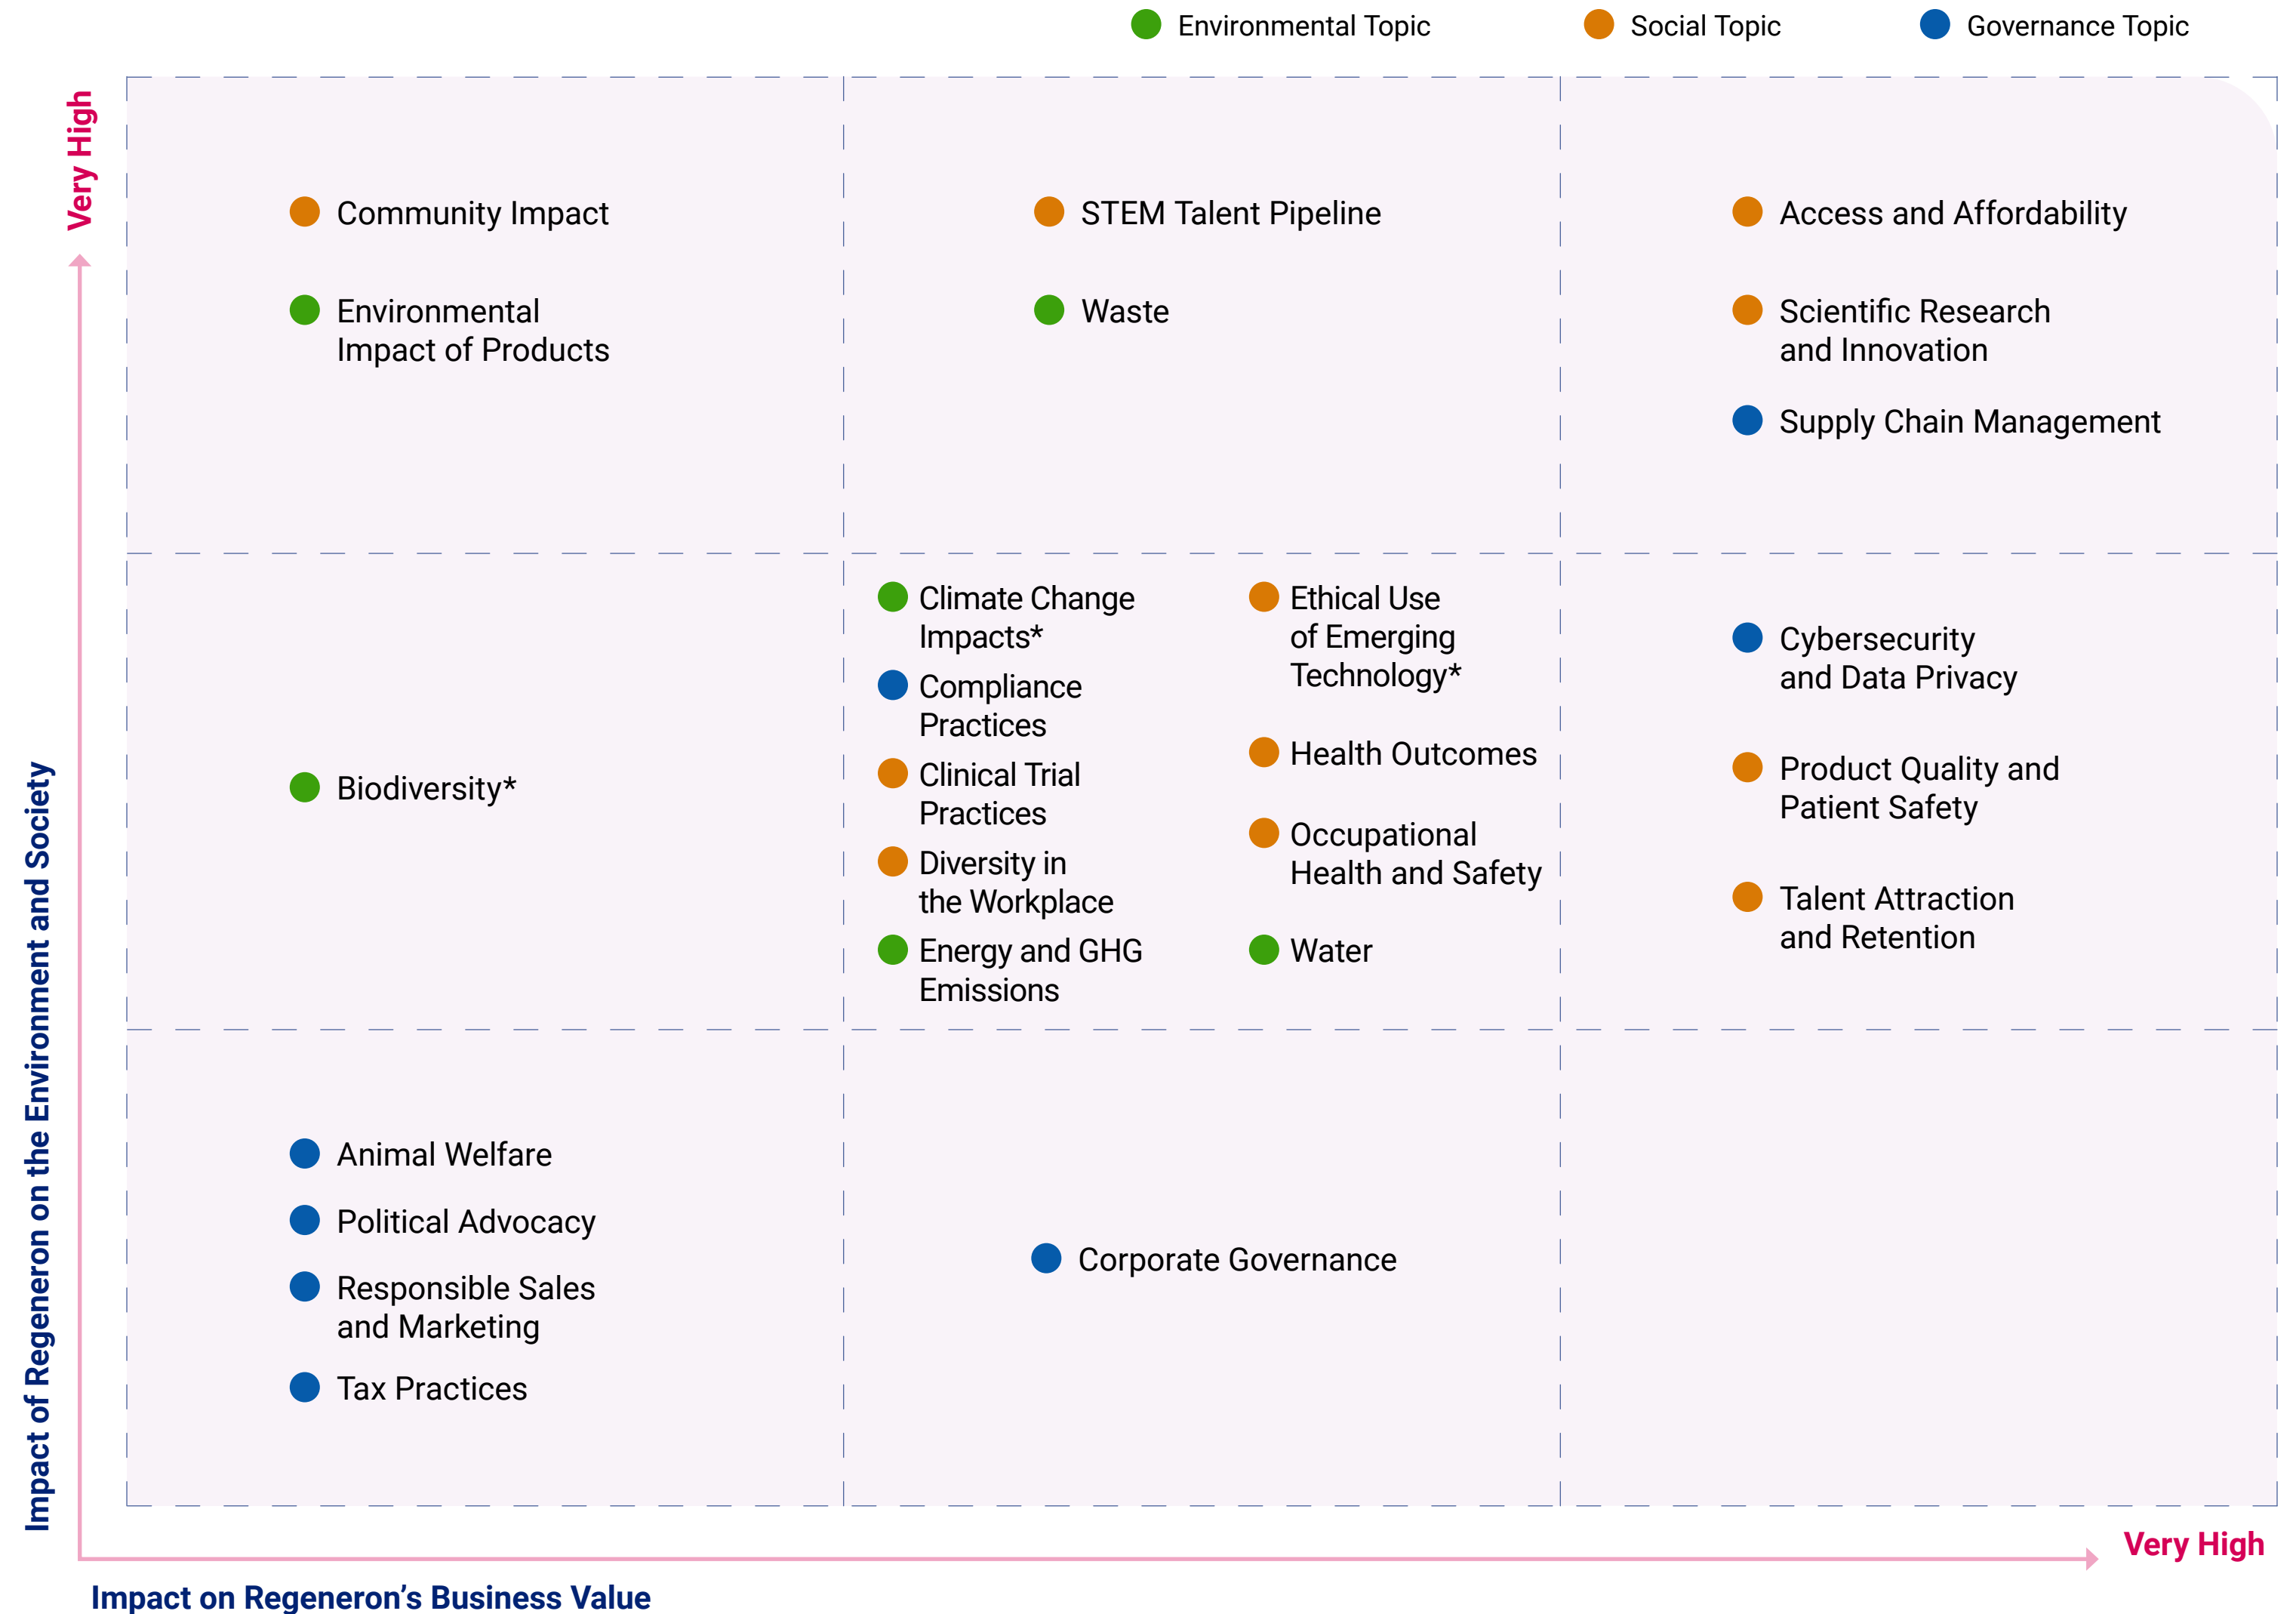 Environmental Topic
Social Topic
Governance Topic
Very High
Impact of Regeneron on the Environment and Society
Community Impact
Environmental
Impact of Products
STEM Talent Pipeline
Waste
Access and Affordability
Scientific Research
and Innovation
Supply Chain Management
Biodiversity*
Climate Change
Impacts*
Compliance
Practices
Clinical Trial
Practices
Diversity in
the Workplace
Energy and GHG
Emissions
Ethical Use
of Emerging
Technology*
Health Outcomes
Occupational
Health and Safety
Water
Cybersecurity
and Data Privacy
Product Quality and
Patient Safety
Talent Attraction
and Retention
Animal Welfare
Political Advocacy
Responsible Sales
and Marketing
Tax Practices
Corporate Governance
Very High
Impact on Regeneron’s Business Value